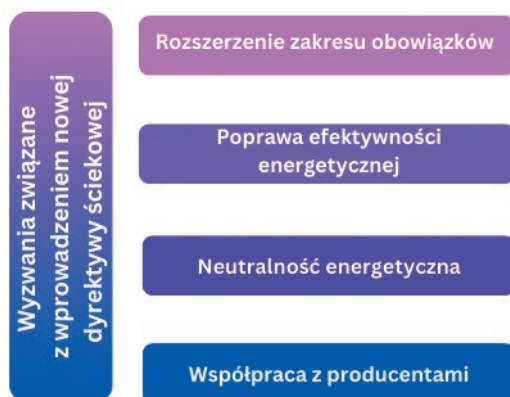 Wyzwania związane
z wprowadzeniem nowej
dyrektywy ściekowej
Rozszerzenie zakresu obowiązków
Poprawa efektywności
energetycznej
Neutralność energetyczna
Współpraca z producentami